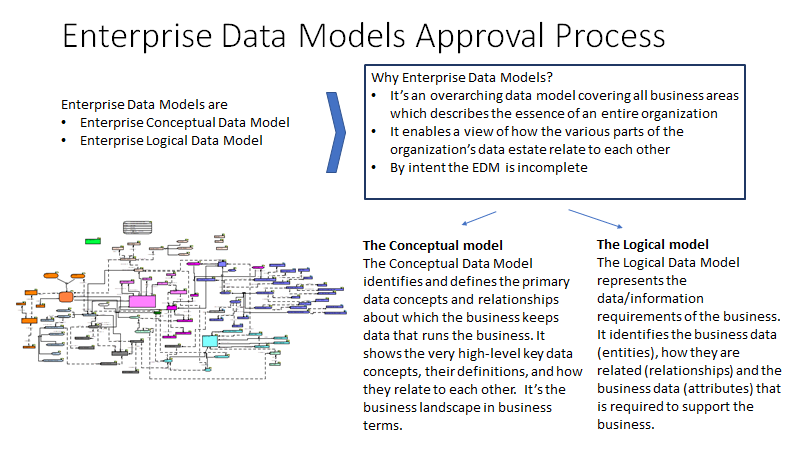 Enterprise Data Models Approval Process
Enterprise Data Models are
• Enterprise Conceptual Data Model
• Enterprise Logical Data Model
Why Enterprise Data Models?
• It's an overarching data model covering all business areas
which describes the essence of an entire organization
• It enables a view of how the various parts of the
organization's data estate relate to each other
• By intent the EDM is incomplete
The Conceptual model
The Conceptual Data Model
identifies and defines the primary
data concepts and relationships
about which the business keeps
data that runs the business. It
shows the very high-level key data
concepts, their definitions, and how
they relate to each other. It's the
business landscape in business
terms.
The Logical model
The Logical Data Model
represents the
data/information
requirements of the business.
It identifies the business data
(entities), how they are
related (relationships) and the
business data (attributes) that
is required to support the
business.